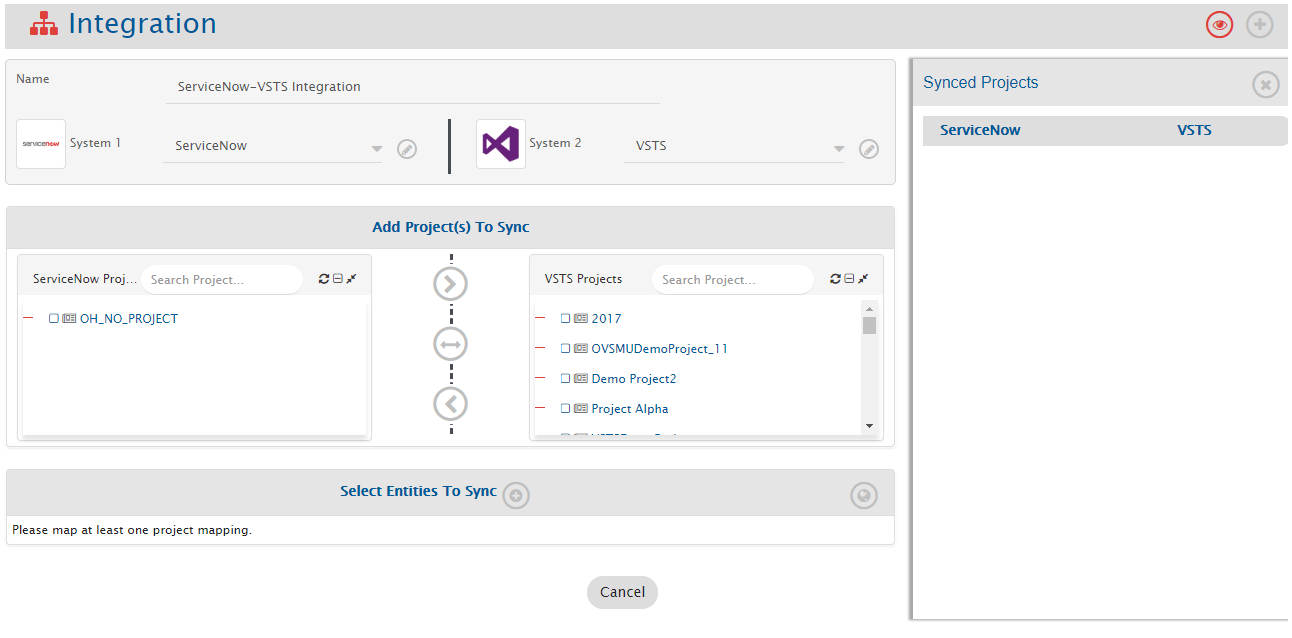 Integration
Name
ServiceNow-VSTS Integration
servicenow
System 1
ServiceNow
System 2
VSTS
Add Project(s) To Sync
ServiceNow Proj...
Search Project...
OH_NO_PROJECT
VSTS Projects
Search Project...
2017
OVSMUDemoProject_11
Demo Project2
Project Alpha
Select Entities To Sync
Please map at least one project mapping.
Cancel
Synced Projects
ServiceNow VSTS